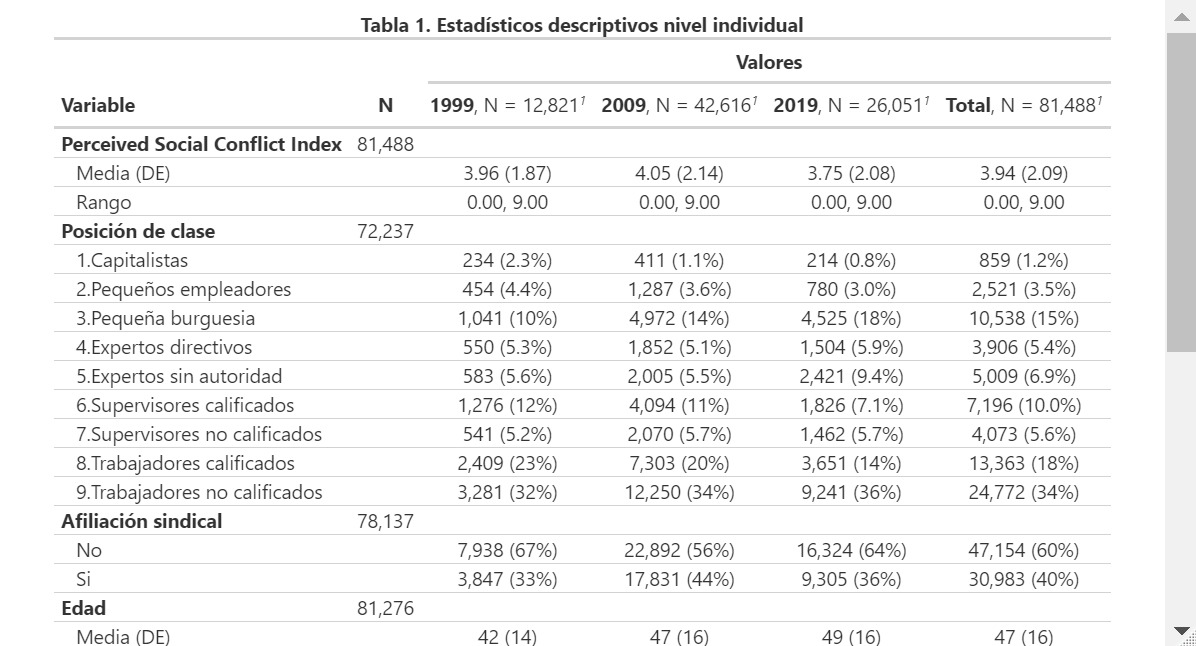 Tabla 1. Estadísticos descriptivos nivel individual
Valores
Variable N 1999, N = 12,821¹ 2009, N = 42,616¹ 2019, N = 26,051¹ Total, N = 81,488¹
Perceived Social Conflict Index 81,488
Media (DE) 3.96 (1.87) 4.05 (2.14) 3.75 (2.08) 3.94 (2.09)
Rango 0.00, 9.00 0.00, 9.00 0.00, 9.00 0.00, 9.00
Posición de clase 72,237
1.Capitalistas 234 (2.3%) 411 (1.1%) 214 (0.8%) 859 (1.2%)
2.Pequeños empleadores 454 (4.4%) 1,287 (3.6%) 780 (3.0%) 2,521 (3.5%)
3.Pequeña burguesia 1,041 (10%) 4,972 (14%) 4,525 (18%) 10,538 (15%)
4.Expertos directivos 550 (5.3%) 1,852 (5.1%) 1,504 (5.9%) 3,906 (5.4%)
5.Expertos sin autoridad 583 (5.6%) 2,005 (5.5%) 2,421 (9.4%) 5,009 (6.9%)
6.Supervisores calificados 1,276 (12%) 4,094 (11%) 1,826 (7.1%) 7,196 (10.0%)
7.Supervisores no calificados 541 (5.2%) 2,070 (5.7%) 1,462 (5.7%) 4,073 (5.6%)
8.Trabajadores calificados 2,409 (23%) 7,303 (20%) 3,651 (14%) 13,363 (18%)
9.Trabajadores no calificados 3,281 (32%) 12,250 (34%) 9,241 (36%) 24,772 (34%)
Afiliación sindical 78,137
No 7,938 (67%) 22,892 (56%) 16,324 (64%) 47,154 (60%)
Si 3,847 (33%) 17,831 (44%) 9,305 (36%) 30,983 (40%)
Edad 81,276
Media (DE) 42 (14) 47 (16) 49 (16) 47 (16)